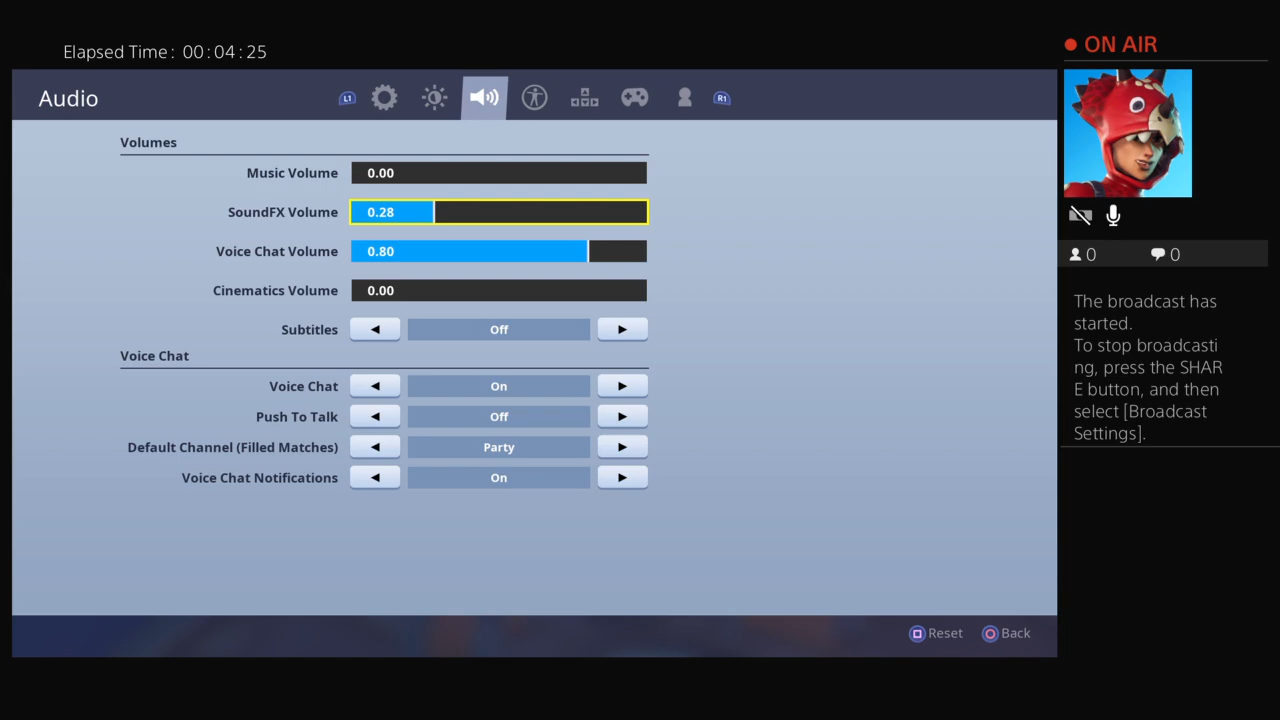 Elapsed Time: 00:04:25
ON AIR
Audio
L1
R1
Volumes
Music Volume 0.00
SoundFX Volume 0.28
Voice Chat Volume 0.80
Cinematics Volume 0.00
Subtitles Off
Voice Chat
Voice Chat On
Push To Talk Off
Default Channel (Filled Matches) Party
Voice Chat Notifications On
Reset Back
0 0
The broadcast has
started.
To stop broadcasti
ng, press the SHAR
E button, and then
select [Broadcast
Settings].